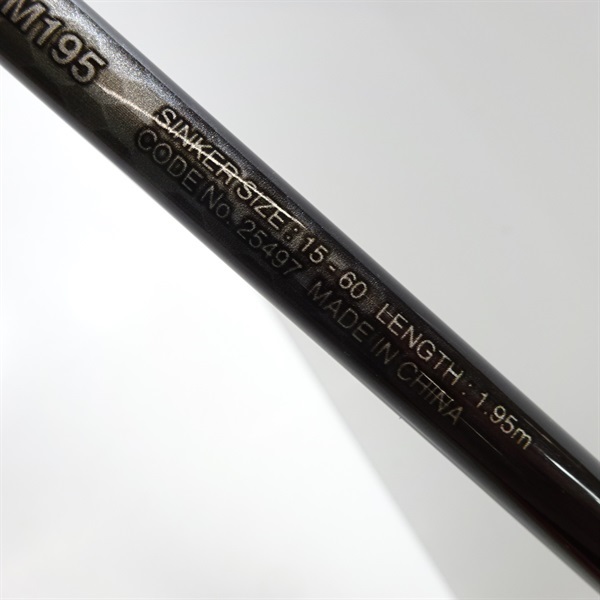 M195
SINKER SIZE : 15 - 60 LENGTH : 1.95m
CODE No. 25497 MADE IN CHINA